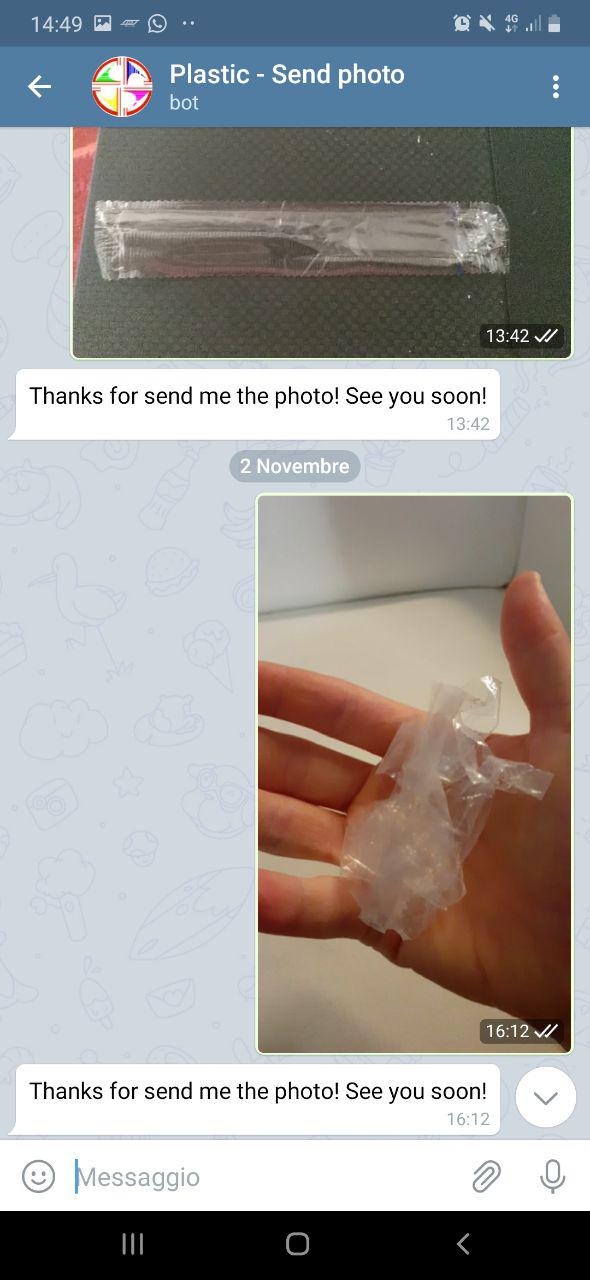 14:49
4G
Plastic - Send photo
bot
13:42
Thanks for send me the photo! See you soon!
13:42
2 Novembre
16:12
Thanks for send me the photo! See you soon!
16:12
Messaggio